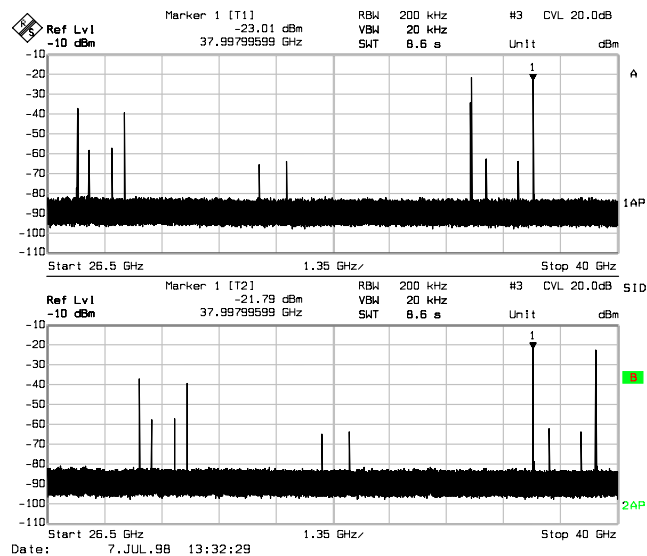 Marker 1 [T1] RBW 200 kHz #3 CVL 20.0dB
Ref Lvl -23.01 dBm VBW 20 kHz
-10 dBm 37.99799599 GHz SWT 8.6 s Unit dBm
-10
1
A
-20
-30
-40
-50
-60
-70
-80
1AP
-90
-100
-110
Start 26.5 GHz 1.35 GHz/ Stop 40 GHz
Marker 1 [T2] RBW 200 kHz #3 CVL 20.0dB SID
Ref Lvl -21.79 dBm VBW 20 kHz
-10 dBm 37.99799599 GHz SWT 8.6 s Unit dBm
-10
1
-20
-30
B
-40
-50
-60
-70
-80
-90
-100
2AP
-110
Start 26.5 GHz 1.35 GHz/ Stop 40 GHz
Date: 7.JUL.98 13:32:29